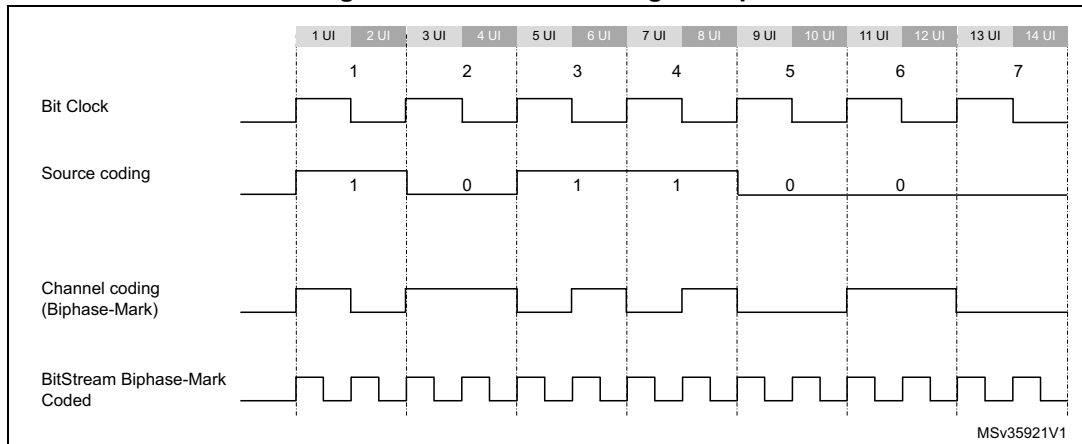 1 UI 2 UI 3 UI 4 UI 5 UI 6 UI 7 UI 8 UI 9 UI 10 UI 11 UI 12 UI 13 UI 14 UI
1 2 3 4 5 6 7
Bit Clock
Source coding
1 0 1 1 0 0
Channel coding
(Biphase-Mark)
BitStream Biphase-Mark
Coded
MSv35921V1